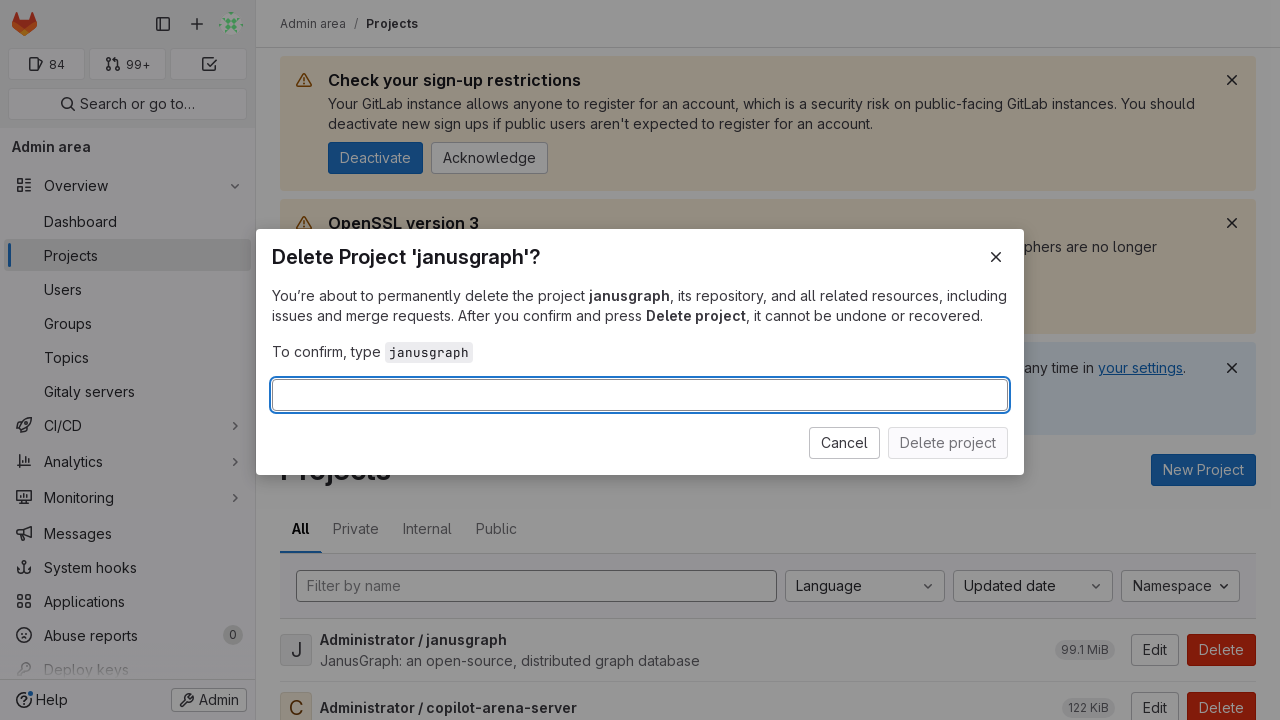 Admin area / Projects
84
99+
Search or go to…
Admin area
Overview
Dashboard
Projects
Users
Groups
Topics
Gitaly servers
CI/CD
Analytics
Monitoring
Messages
System hooks
Applications
Abuse reports 0
Deploy keys
Help
Admin
Check your sign-up restrictions
Your GitLab instance allows anyone to register for an account, which is a security risk on public-facing GitLab instances. You should
deactivate new sign ups if public users aren't expected to register for an account.
Deactivate Acknowledge
OpenSSL version 3
phers are no longer
any time in your settings.
Delete Project 'janusgraph'?
You're about to permanently delete the project janusgraph, its repository, and all related resources, including
issues and merge requests. After you confirm and press Delete project, it cannot be undone or recovered.
To confirm, type janusgraph
Cancel Delete project
Projects
New Project
All Private Internal Public
Filter by name Language Updated date Namespace
J
Administrator / janusgraph
JanusGraph: an open-source, distributed graph database
99.1 MiB Edit Delete
C
Administrator / copilot-arena-server
122 KiB Edit Delete